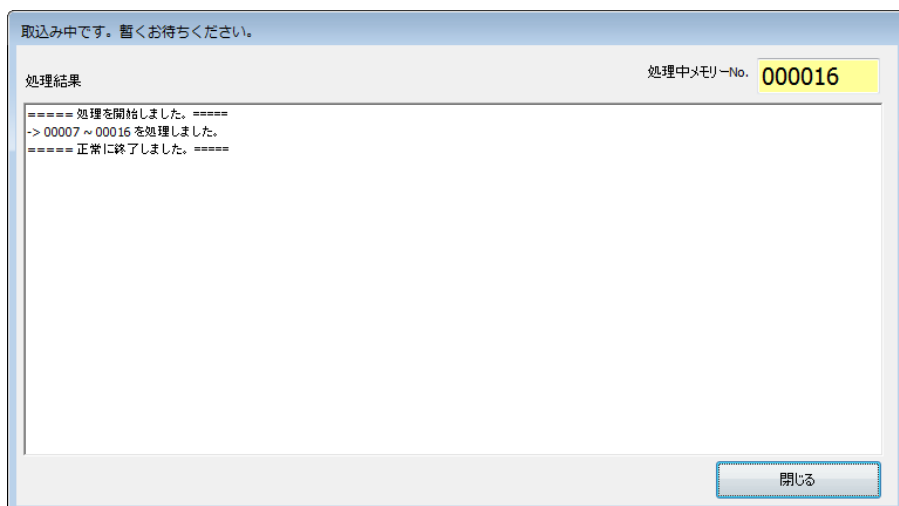 取込み中です。暫くお待ちください。
処理結果
処理中メモリーNo. 000016
===== 処理を開始しました。=====
-> 00007 ~ 00016 を処理しました。
===== 正常に終了しました。=====
閉じる